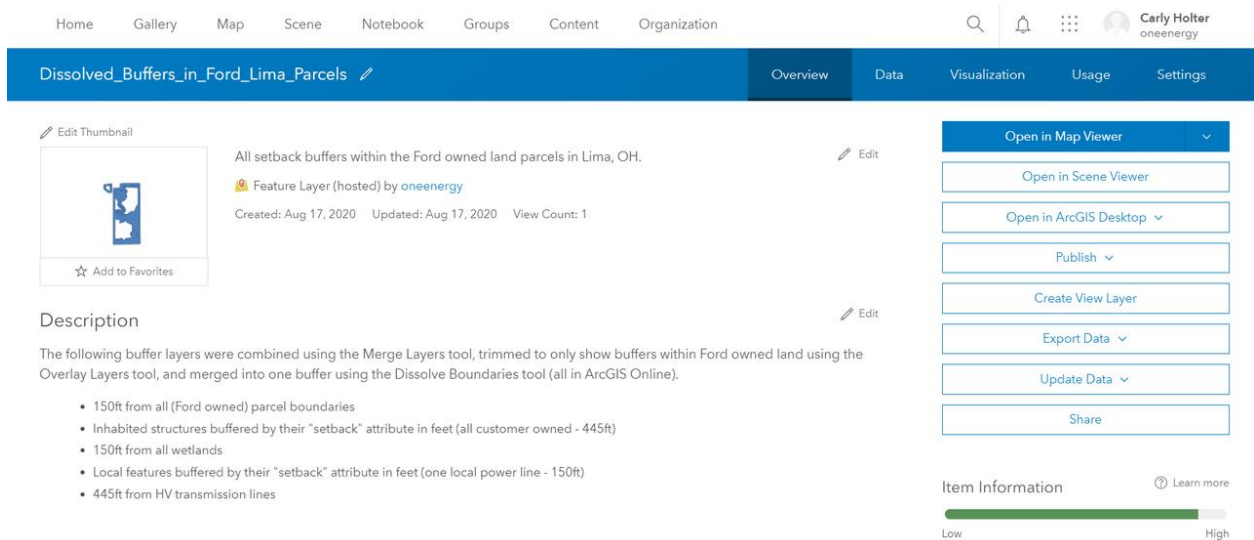 Home Gallery Map Scene Notebook Groups Content Organization
Carly Holter
oneenergy
Dissolved_Buffers_in_Ford_Lima_Parcels
Overview Data Visualization Usage Settings
Edit Thumbnail
Add to Favorites
All setback buffers within the Ford owned land parcels in Lima, OH.
Edit
Feature Layer (hosted) by oneenergy
Created: Aug 17, 2020 Updated: Aug 17, 2020 View Count: 1
Description
Edit
The following buffer layers were combined using the Merge Layers tool, trimmed to only show buffers within Ford owned land using the
Overlay Layers tool, and merged into one buffer using the Dissolve Boundaries tool (all in ArcGIS Online).
• 150ft from all (Ford owned) parcel boundaries
• Inhabited structures buffered by their "setback" attribute in feet (all customer owned - 445ft)
• 150ft from all wetlands
• Local features buffered by their "setback" attribute in feet (one local power line - 150ft)
• 445ft from HV transmission lines
Open in Map Viewer
Open in Scene Viewer
Open in ArcGIS Desktop
Publish
Create View Layer
Export Data
Update Data
Share
Item Information
Learn more
Low High